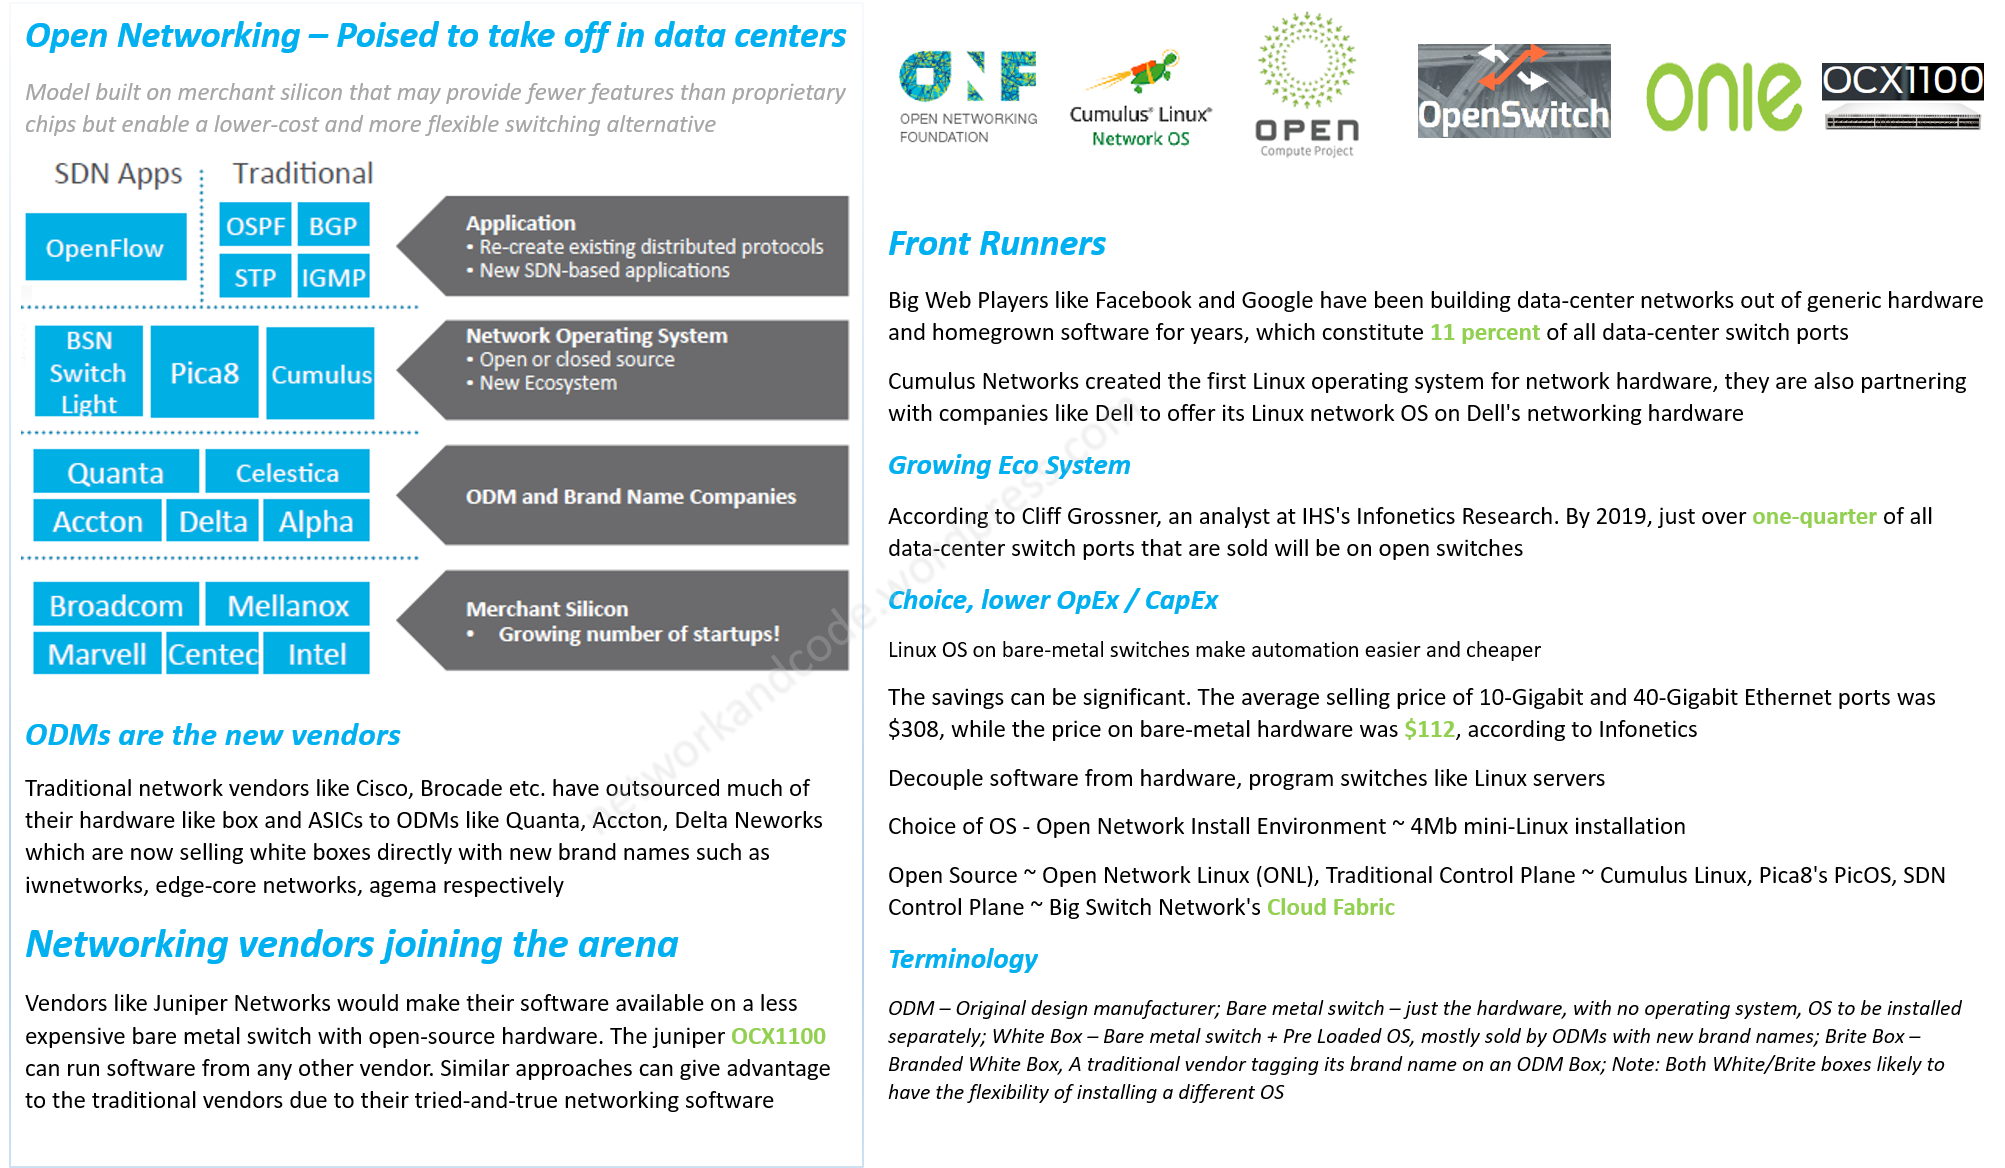 Open Networking – Poised to take off in data centers
Model built on merchant silicon that may provide fewer features than proprietary
chips but enable a lower-cost and more flexible switching alternative
SDN Apps
Traditional
OpenFlow
OSPF
BGP
STP
IGMP
Application
• Re-create existing distributed protocols
• New SDN-based applications
BSN
Switch
Light
Pica8
Cumulus
Network Operating System
• Open or closed source
• New Ecosystem
Quanta
Celestica
Accton
Delta
Alpha
ODM and Brand Name Companies
Broadcom
Mellanox
Marvell
Centec
Intel
Merchant Silicon
• Growing number of startups!
ODMs are the new vendors
Traditional network vendors like Cisco, Brocade etc. have outsourced much of
their hardware like box and ASICs to ODMs like Quanta, Accton, Delta Neworks
which are now selling white boxes directly with new brand names such as
iwnetworks, edge-core networks, agema respectively
Networking vendors joining the arena
Vendors like Juniper Networks would make their software available on a less
expensive bare metal switch with open-source hardware. The juniper OCX1100
can run software from any other vendor. Similar approaches can give advantage
to the traditional vendors due to their tried-and-true networking software
ONF
OPEN NETWORKING
FOUNDATION
Cumulus® Linux®
Network OS
OPEN
Compute Project
OpenSwitch
onie
OCX1100
Front Runners
Big Web Players like Facebook and Google have been building data-center networks out of generic hardware
and homegrown software for years, which constitute 11 percent of all data-center switch ports
Cumulus Networks created the first Linux operating system for network hardware, they are also partnering
with companies like Dell to offer its Linux network OS on Dell's networking hardware
Growing Eco System
According to Cliff Grossner, an analyst at IHS's Infonetics Research. By 2019, just over one-quarter of all
data-center switch ports that are sold will be on open switches
Choice, lower OpEx / CapEx
Linux OS on bare-metal switches make automation easier and cheaper
The savings can be significant. The average selling price of 10-Gigabit and 40-Gigabit Ethernet ports was
$308, while the price on bare-metal hardware was $112, according to Infonetics
Decouple software from hardware, program switches like Linux servers
Choice of OS - Open Network Install Environment ~ 4Mb mini-Linux installation
Open Source ~ Open Network Linux (ONL), Traditional Control Plane ~ Cumulus Linux, Pica8's PicOS, SDN
Control Plane ~ Big Switch Network's Cloud Fabric
Terminology
ODM – Original design manufacturer; Bare metal switch – just the hardware, with no operating system, OS to be installed
separately; White Box – Bare metal switch + Pre Loaded OS, mostly sold by ODMs with new brand names; Brite Box –
Branded White Box, A traditional vendor tagging its brand name on an ODM Box; Note: Both White/Brite boxes likely to
have the flexibility of installing a different OS
networkandcode.wordpress.com